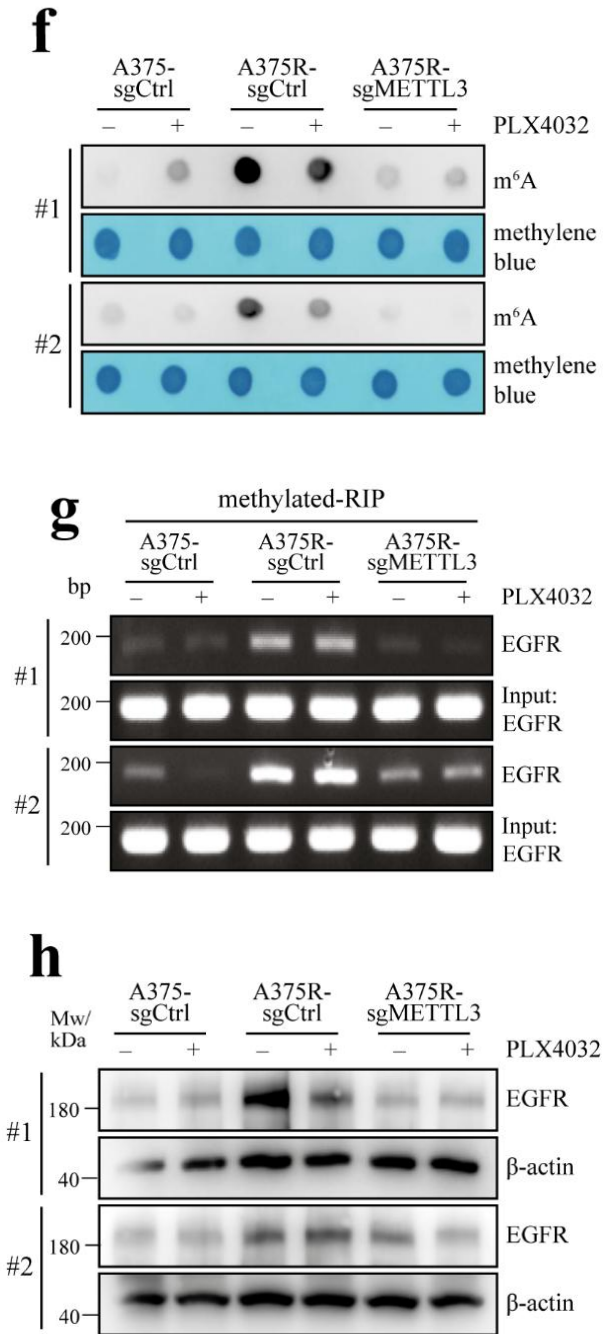 f
A375-
sgCtrl
A375R-
sgCtrl
A375R-
sgMETTL3
– + – + – + PLX4032
#1
m⁶A
methylene
blue
#2
m⁶A
methylene
blue
g
methylated-RIP
A375-
sgCtrl
A375R-
sgCtrl
A375R-
sgMETTL3
bp
– + – + – + PLX4032
#1
200 EGFR
200 Input:
EGFR
#2
200 EGFR
200 Input:
EGFR
h
A375-
sgCtrl
A375R-
sgCtrl
A375R-
sgMETTL3
Mw/
kDa
– + – + – + PLX4032
#1
180 EGFR
40 β-actin
#2
180 EGFR
40 β-actin